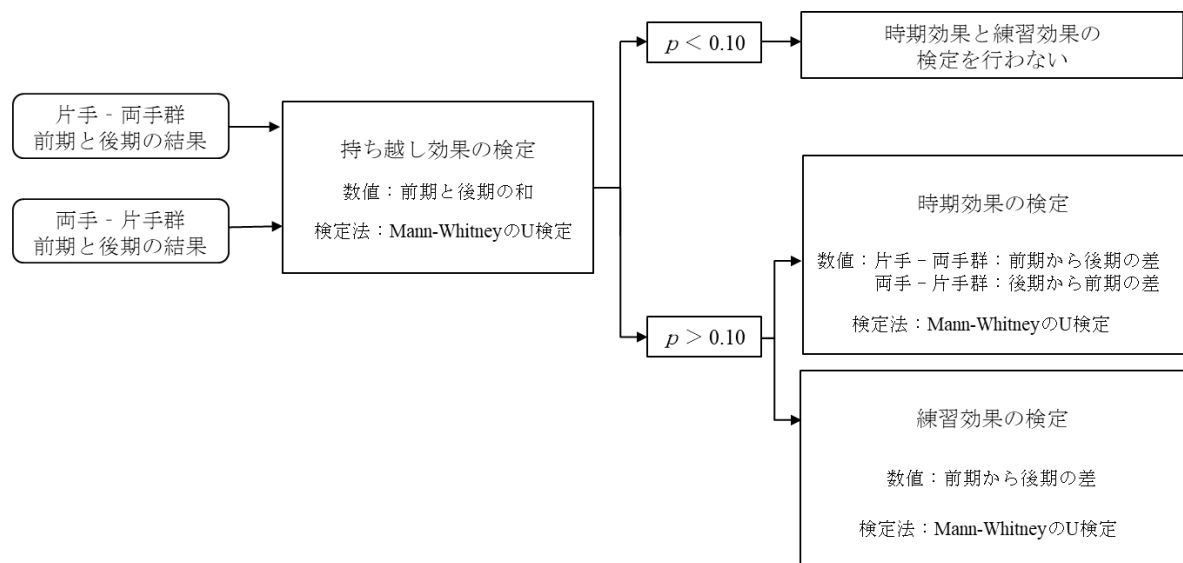 片手‐両手群
前期と後期の結果
両手‐片手群
前期と後期の結果
持ち越し効果の検定
数値：前期と後期の和
検定法：Mann-WhitneyのU検定
p < 0.10
時期効果と練習効果の
検定を行わない
p > 0.10
時期効果の検定
数値：片手‐両手群：前期から後期の差
両手‐片手群：後期から前期の差
検定法：Mann-WhitneyのU検定
練習効果の検定
数値：前期から後期の差
検定法：Mann-WhitneyのU検定